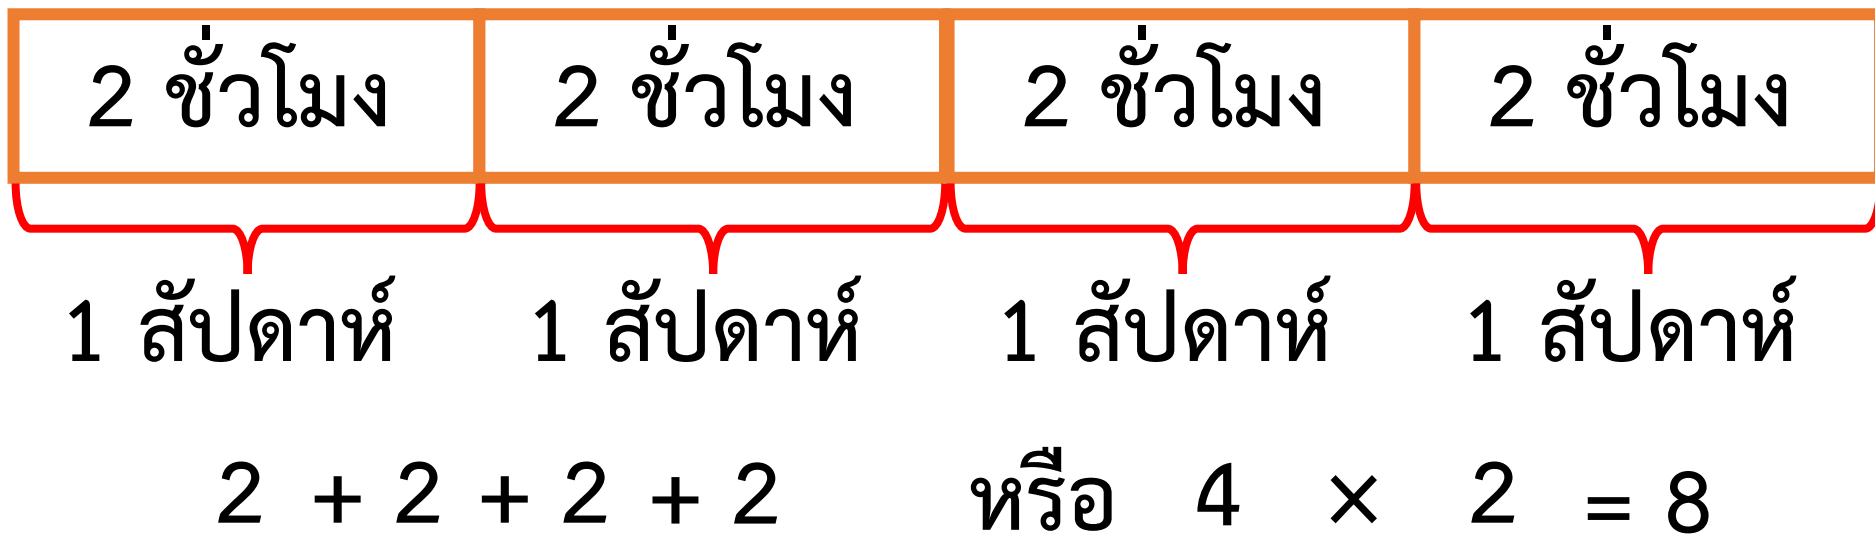 2 ชั่วโมง 2 ชั่วโมง 2 ชั่วโมง 2 ชั่วโมง
1 สัปดาห์ 1 สัปดาห์ 1 สัปดาห์ 1 สัปดาห์
2 + 2 + 2 + 2 หรือ 4 × 2 = 8